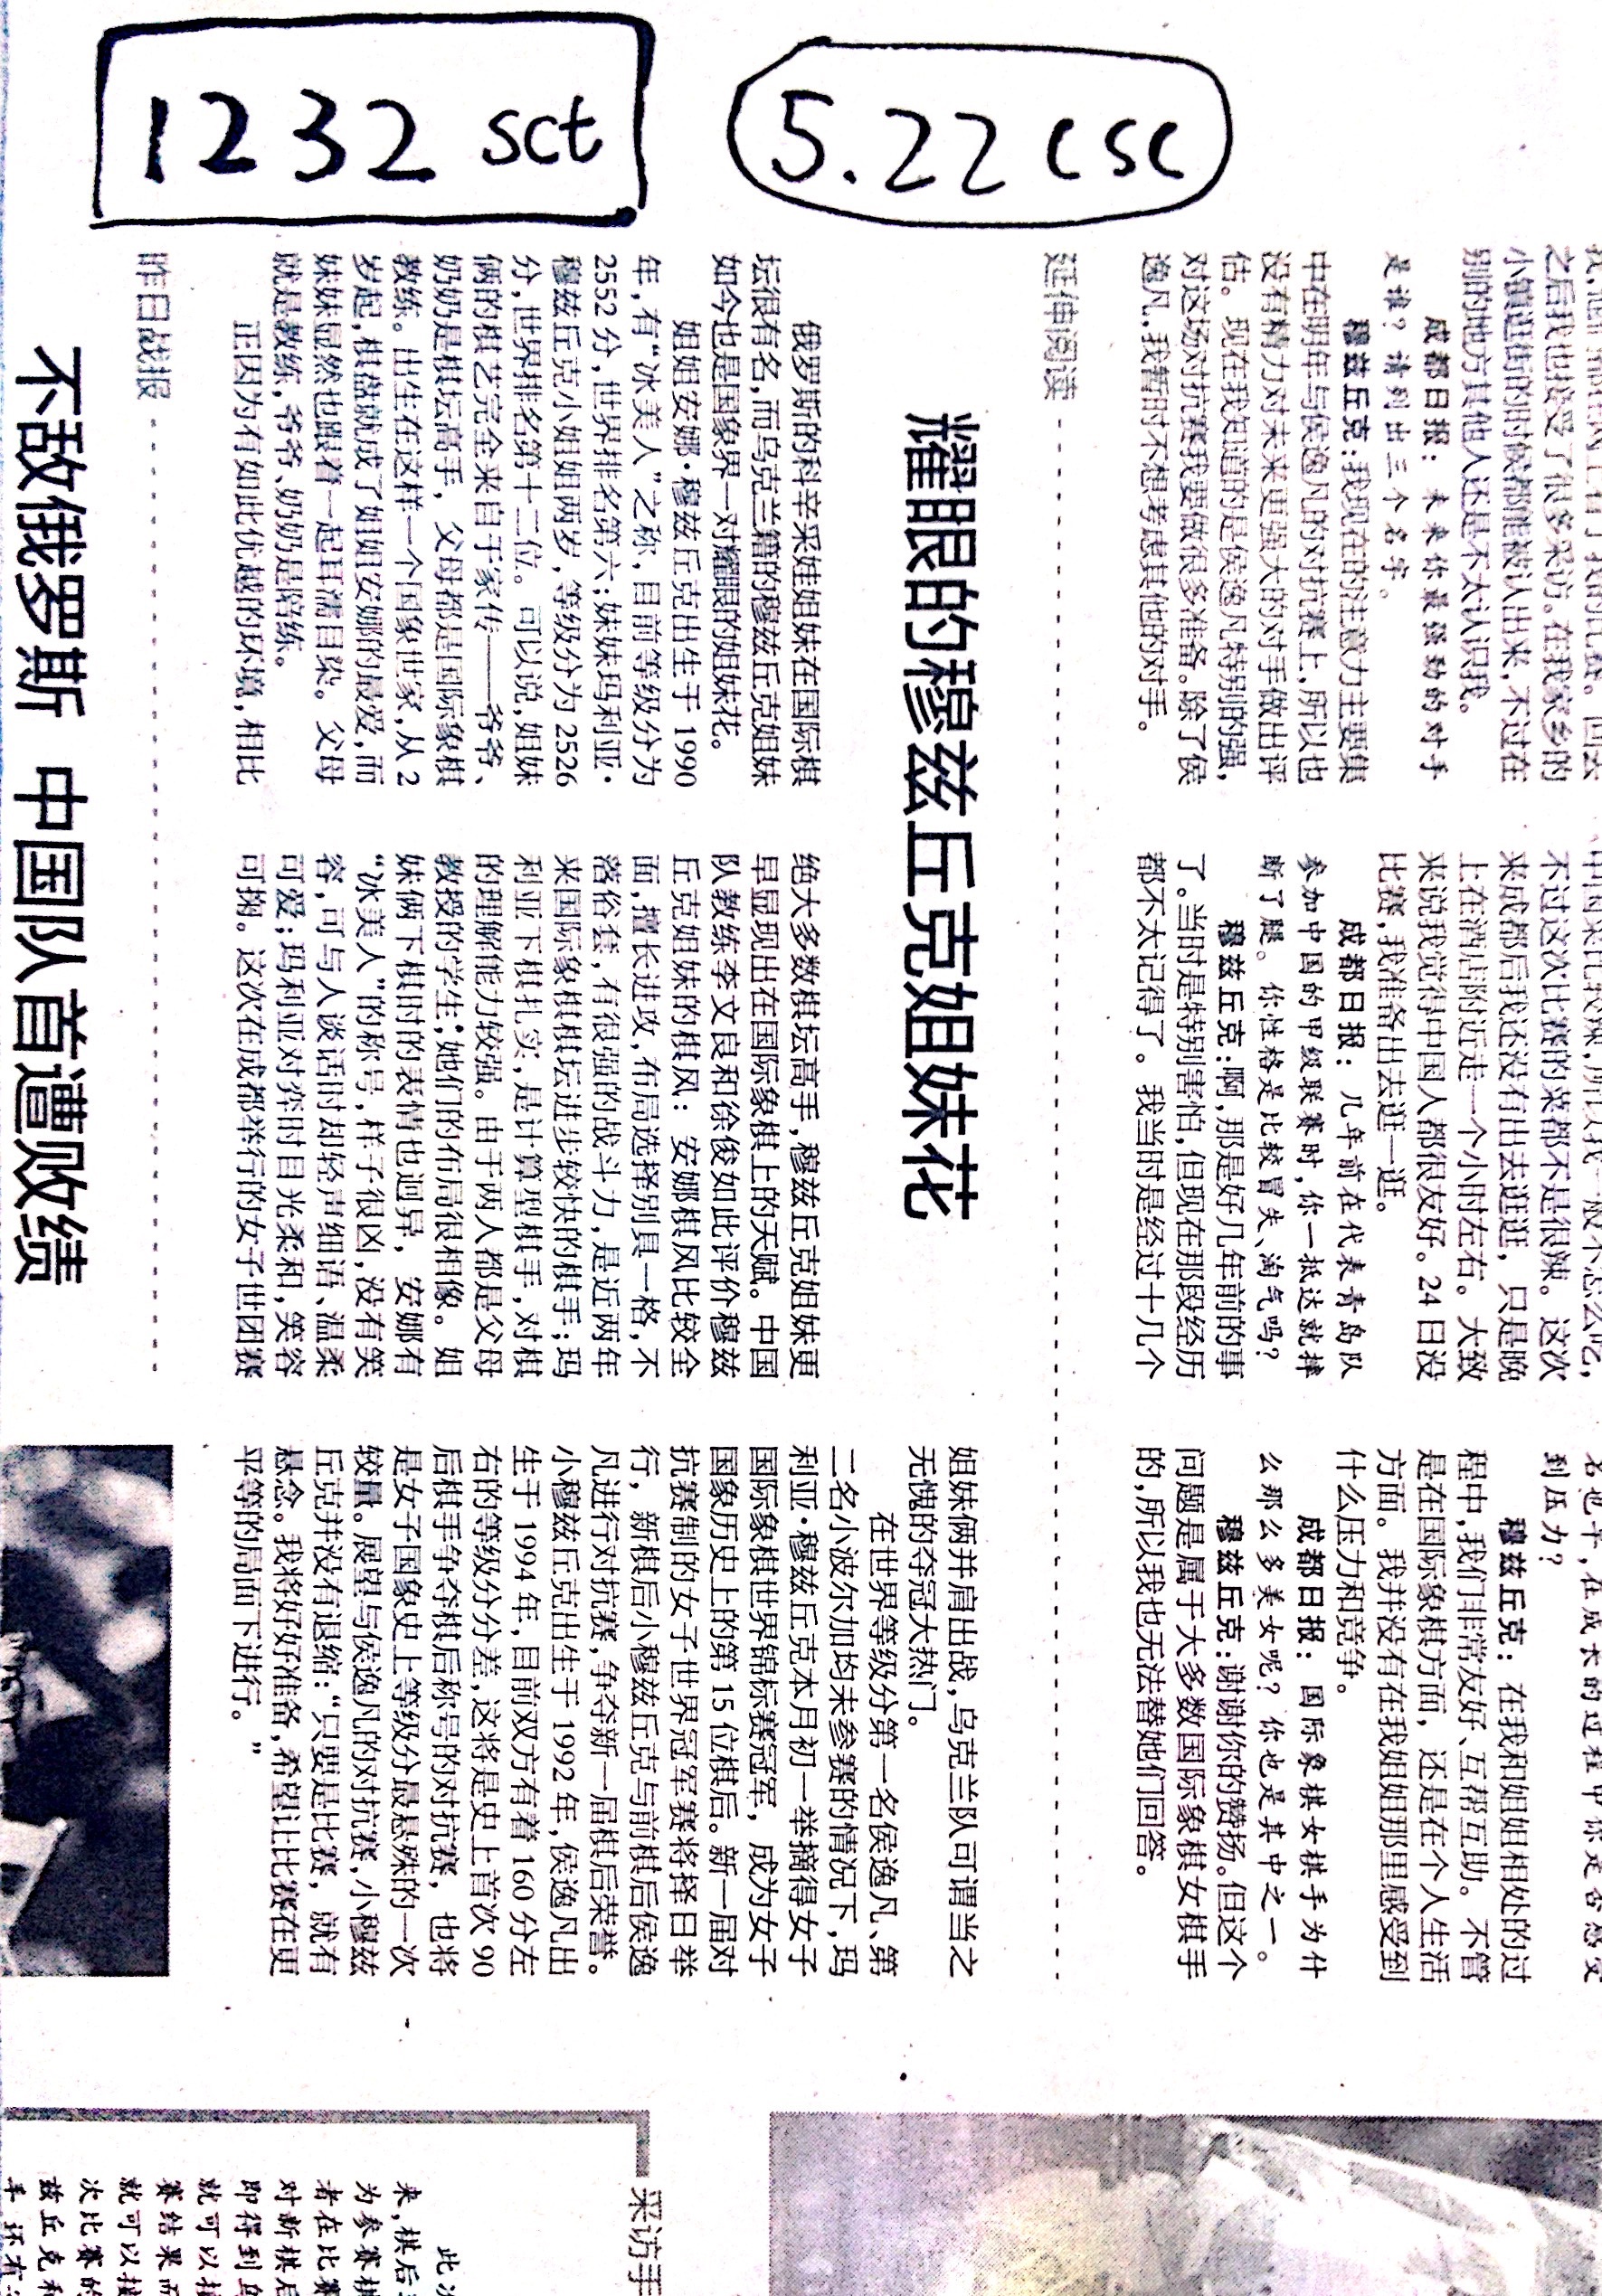 1232 sct
5.22 csc
之后我也接受了很多采访。在我家乡的
小镇逛街的时候都能被认出来，不过在
别的地方其他人还是不太认识我。
成都日报：未来你最强劲的对手
是谁？请列出三个名字。
穆兹丘克：我现在的注意力主要集
中在明年与侯逸凡的对抗赛上，所以也
没有精力对未来更强大的对手做出评
估。现在我知道的是侯逸凡特别的强，
对这场对抗赛我要做很多准备。除了侯
逸凡，我暂时不想考虑其他的对手。
不过这次比赛的菜都不是很辣。这次
来成都后我还没有出去逛逛，只是晚
上在酒店附近走一个小时左右。大致
来说我觉得中国人都很友好。24日没
比赛，我准备出去逛一逛。
成都日报：几年前在代表青岛队
参加中国的甲级联赛时，你一抵达就摔
断了腿。你性格是比较冒失、淘气吗？
穆兹丘克：啊，那是好几年前的事
了。当时是特别害怕，但现在那段经历
都不太记得了。我当时是经过十几个
名也子，在成长的过程中你是否感受
到压力？
穆兹丘克：在我和姐姐相处的过
程中，我们非常友好、互帮互助。不管
是在国际象棋方面，还是在个人生活
方面。我并没有在我姐姐那里感受到
什么压力和竞争。
成都日报：国际象棋女棋手为什
么那么多美女呢？你也是其中之一。
穆兹丘克：谢谢你的赞扬。但这个
问题是属于大多数国际象棋女棋手
的，所以我也无法替她们回答。
延伸阅读
耀眼的穆兹丘克姐妹花
俄罗斯的科辛采娃姐妹在国际棋
坛很有名，而乌克兰籍的穆兹丘克姐妹
如今也是国象界一对耀眼的姐妹花。
姐姐安娜·穆兹丘克出生于1990
年，有“冰美人”之称，目前等级分为
2552分，世界排名第六；妹妹玛利亚·
穆兹丘克小姐姐两岁，等级分为2526
分，世界排名第十二位。可以说，姐妹
俩的棋艺完全来自于家传——爷爷、
奶奶是棋坛高手，父母都是国际象棋
教练。出生在这样一个国象世家，从2
岁起，棋盘就成了姐姐安娜的最爱，而
妹妹显然也跟着一起耳濡目染。父母
就是教练，爷爷、奶奶是陪练。
正因为有如此优越的环境，相比
绝大多数棋坛高手，穆兹丘克姐妹更
早显现出在国际象棋上的天赋。中国
队教练李文良和徐俊如此评价穆兹
丘克姐妹的棋风：安娜棋风比较全
面，擅长进攻，布局选择别具一格，不
落俗套，有很强的战斗力，是近两年
来国际象棋棋坛进步较快的棋手；玛
利亚下棋扎实，是计算型棋手，对棋
的理解能力较强。由于两人都是父母
教授的学生，她们的布局很相像。姐
妹俩下棋时的表情也迥异，安娜有
“冰美人”的称号，样子很凶，没有笑
容，可与人谈话时却轻声细语、温柔
可爱；玛利亚对弈时目光柔和，笑容
可掬。这次在成都举行的女子世团赛
姐妹俩并肩出战，乌克兰队可谓当之
无愧的夺冠大热门。
在世界等级分第一名侯逸凡、第
二名小波尔加均未参赛的情况下，玛
利亚·穆兹丘克本月初一举摘得女子
国际象棋世界锦标赛冠军，成为女子
国象历史上的第15位棋后。新一届对
抗赛制的女子世界冠军赛将择日举
行，新棋后小穆兹丘克与前棋后侯逸
凡进行对抗赛，争夺新一届棋后荣誉。
小穆兹丘克出生于1992年，侯逸凡出
生于1994年，目前双方有着160分左
右的等级分分差，这将是史上首次90
后棋手争夺棋后称号的对抗赛，也将
是女子国象史上等级分最悬殊的一次
较量。展望与侯逸凡的对抗赛，小穆兹
丘克并没有退缩：“只要是比赛，就有
悬念。我将好好准备，希望让比赛在更
平等的局面下进行。”
昨日战报
不敌俄罗斯 中国队首遭败绩
采访手
此次
来，棋后
为参赛棋
者在比赛
对断棋后
即得到乌
就可以
赛结果而
就可以
次比赛的
兹丘克和